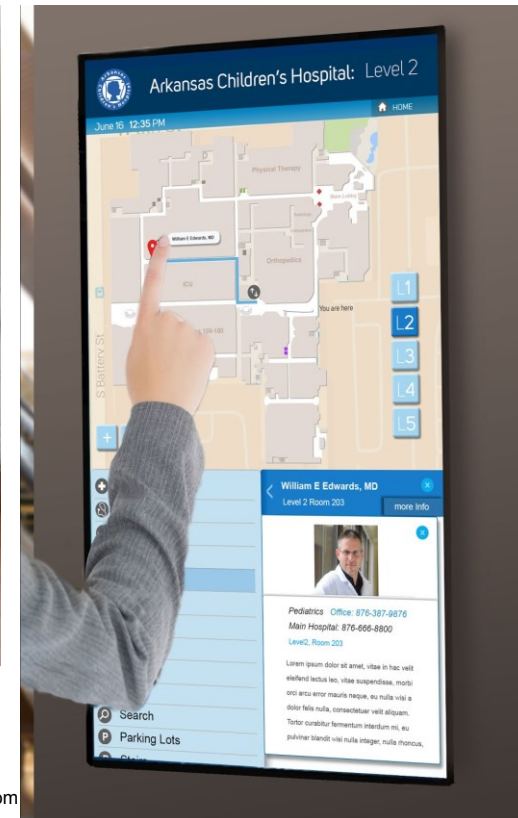 Arkansas Children's Hospital: Level 2
June 16 12:35 PM
HOME
Physical Therapy
Main Lobby
William E Edwards, MD
Orthopedics
ICU
You are here
S Battery St
L1
L2
L3
L4
L5
+
William E Edwards, MD
Level 2 Room 203
more Info
Pediatrics Office: 876-387-9876
Main Hospital: 876-666-8800
Level2, Room 203
Lorem ipsum dolor sit amet, vitae in hac velit
eleifend lectus leo, vitae suspendisse, morbi
orci arcu error mauris neque, eu nulla wisi a
dolor felis nulla, consectetuer velit aliquam.
Tortor curabitur fermentum interdum mi, eu
pulvinar blandit wisi nulla integer, nulla rhoncus,
Search
P Parking Lots
Stairs
om